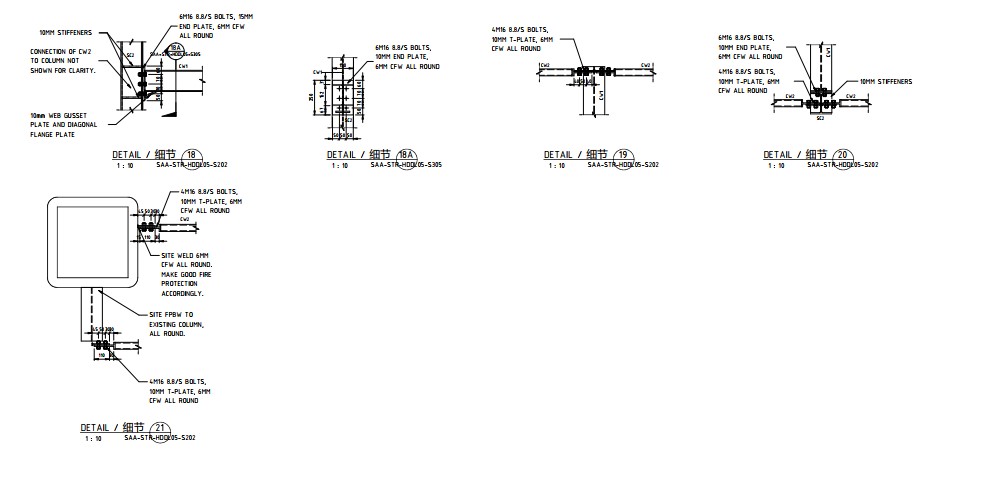 6M16 8.8/S BOLTS, 15MM
END PLATE, 6MM CFW
ALL ROUND
10MM STIFFENERS
CONNECTION OF CW2
TO COLUMN NOT
SHOWN FOR CLARITY.
SC2
18A
CW1
10mm WEB GUSSET
PLATE AND DIAGONAL
FLANGE PLATE
DETAIL / 细节 18
1 : 10 SAA-STR-HDQL05-S202
6M16 8.8/S BOLTS,
10MM END PLATE,
6MM CFW ALL ROUND
CW1
SC2
50 50 50
DETAIL / 细节 18A
1 : 10 SAA-STR-HDQL05-S305
4M16 8.8/S BOLTS,
10MM T-PLATE, 6MM
CFW ALL ROUND
CW2
CW2
CW1
DETAIL / 细节 19
1 : 10 SAA-STR-HDQL05-S202
6M16 8.8/S BOLTS,
10MM END PLATE,
6MM CFW ALL ROUND
4M16 8.8/S BOLTS,
10MM T-PLATE, 6MM
CFW ALL ROUND
CW1
10MM STIFFENERS
CW2
CW2
SC2
DETAIL / 细节 20
1 : 10 SAA-STR-HDQL05-S202
4M16 8.8/S BOLTS,
10MM T-PLATE, 6MM
CFW ALL ROUND
CW2
110
SITE WELD 6MM
CFW ALL ROUND.
MAKE GOOD FIRE
PROTECTION
ACCORDINGLY.
SITE FPBW TO
EXISTING COLUMN,
ALL ROUND.
110
4M16 8.8/S BOLTS,
10MM T-PLATE, 6MM
CFW ALL ROUND
DETAIL / 细节 21
1 : 10 SAA-STR-HDQL05-S202